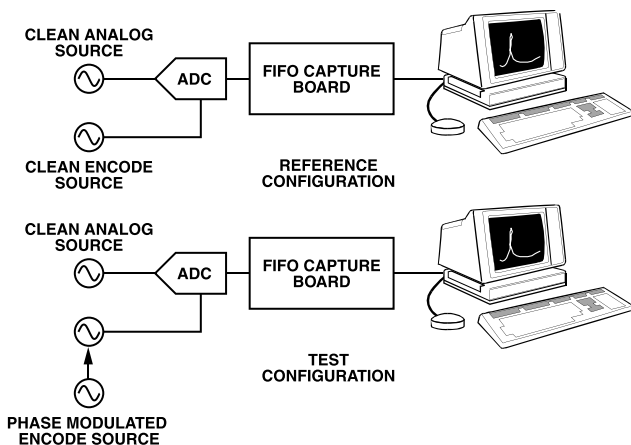 CLEAN ANALOG
SOURCE
ADC
FIFO CAPTURE
BOARD
CLEAN ENCODE
SOURCE
REFERENCE
CONFIGURATION
CLEAN ANALOG
SOURCE
ADC
FIFO CAPTURE
BOARD
TEST
CONFIGURATION
PHASE MODULATED
ENCODE SOURCE